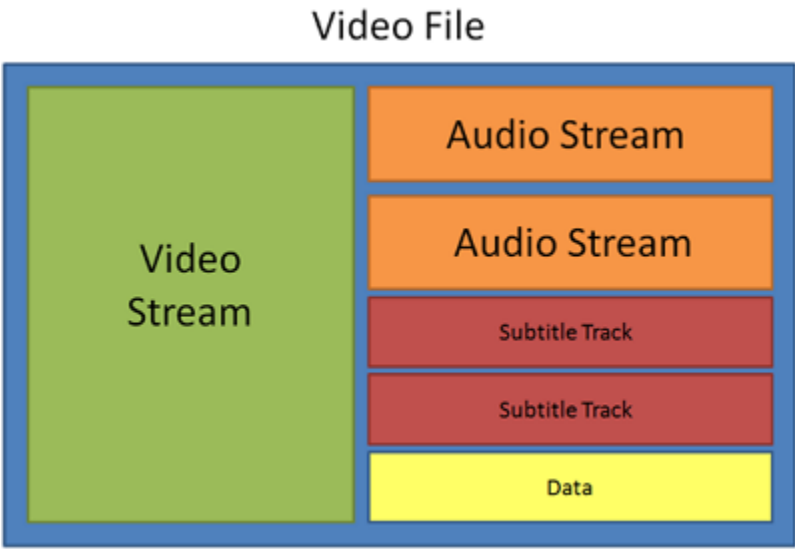 Video File
Video
Stream
Audio Stream
Audio Stream
Subtitle Track
Subtitle Track
Data